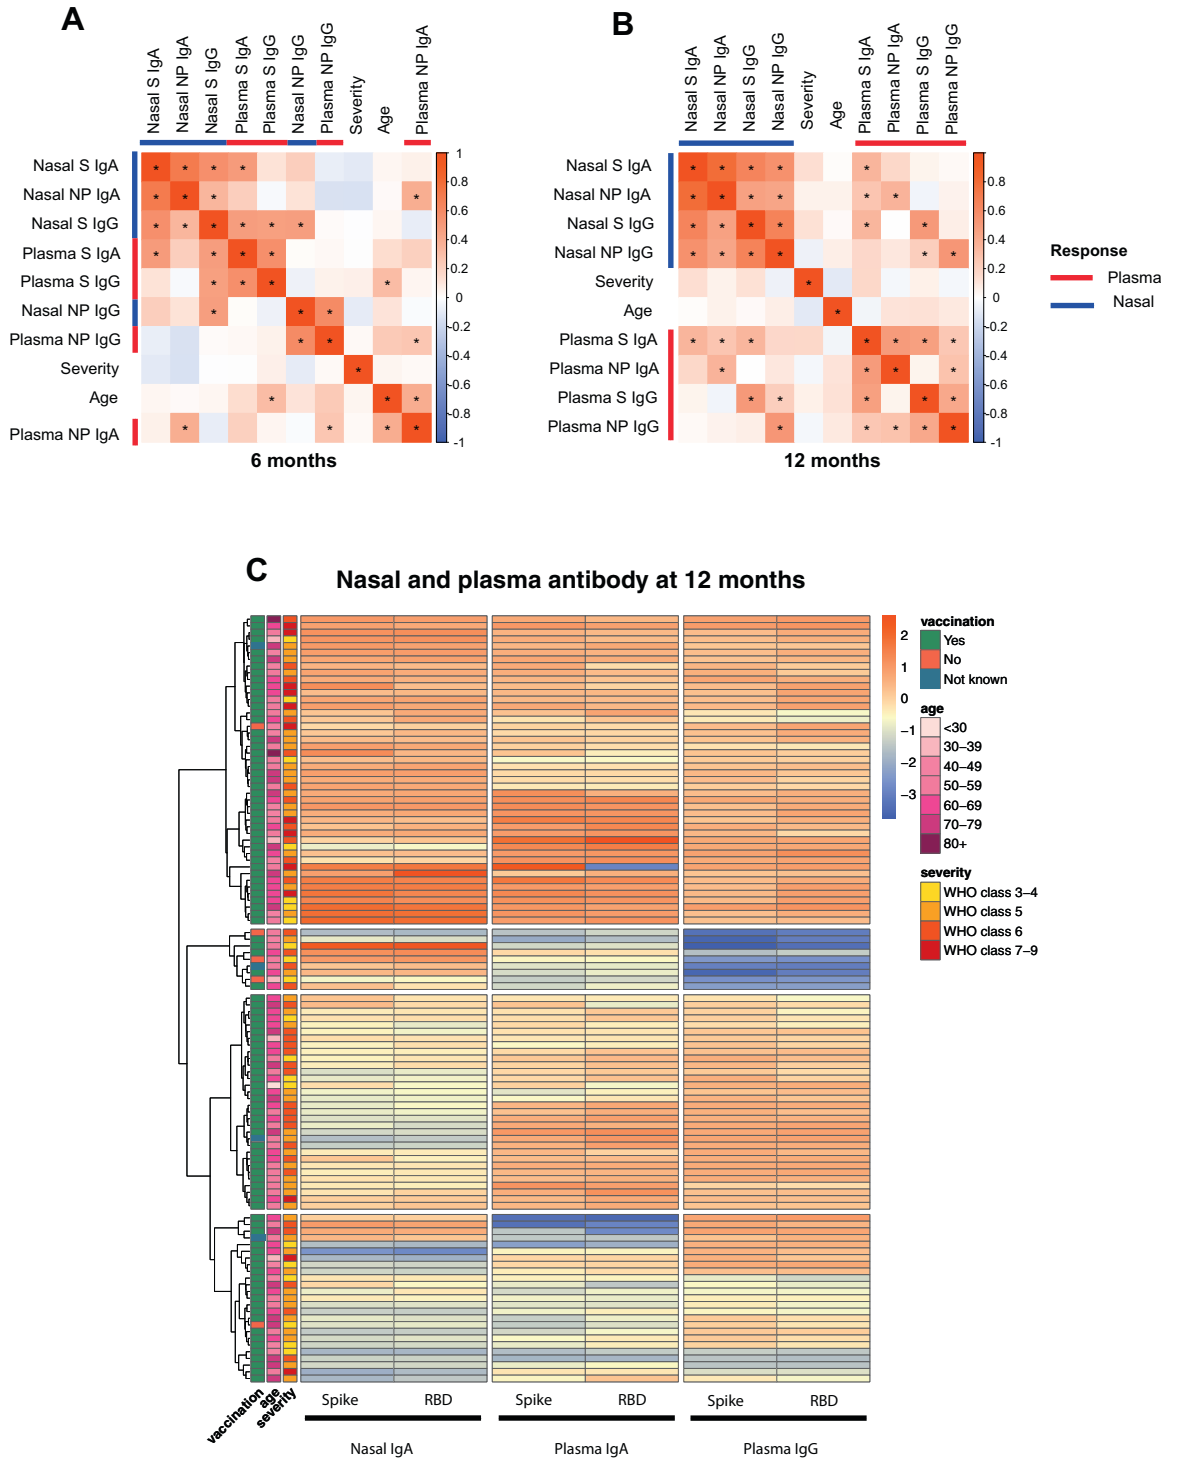 A
Nasal S IgA
Nasal NP IgA
Nasal S IgG
Plasma S IgA
Plasma S IgG
Nasal NP IgG
Plasma NP IgG
Severity
Age
Plasma NP IgA
Nasal S IgA
Nasal NP IgA
Nasal S IgG
Plasma S IgA
Plasma S IgG
Nasal NP IgG
Plasma NP IgG
Severity
Age
Plasma NP IgA
1
0.8
0.6
0.4
0.2
0
-0.2
-0.4
-0.6
-0.8
-1
6 months
B
Nasal S IgA
Nasal NP IgA
Nasal S IgG
Nasal NP IgG
Severity
Age
Plasma S IgA
Plasma NP IgA
Plasma S IgG
Plasma NP IgG
Nasal S IgA
Nasal NP IgA
Nasal S IgG
Nasal NP IgG
Severity
Age
Plasma S IgA
Plasma NP IgA
Plasma S IgG
Plasma NP IgG
0.8
0.6
0.4
0.2
0
-0.2
-0.4
-0.6
-0.8
-1
12 months
Response
Plasma
Nasal
C
Nasal and plasma antibody at 12 months
2
1
0
−1
−2
−3
vaccination
Yes
No
Not known
age
<30
30−39
40−49
50−59
60−69
70−79
80+
severity
WHO class 3−4
WHO class 5
WHO class 6
WHO class 7−9
vaccination
age
severity
Spike RBD Spike RBD Spike RBD
Nasal IgA Plasma IgA Plasma IgG